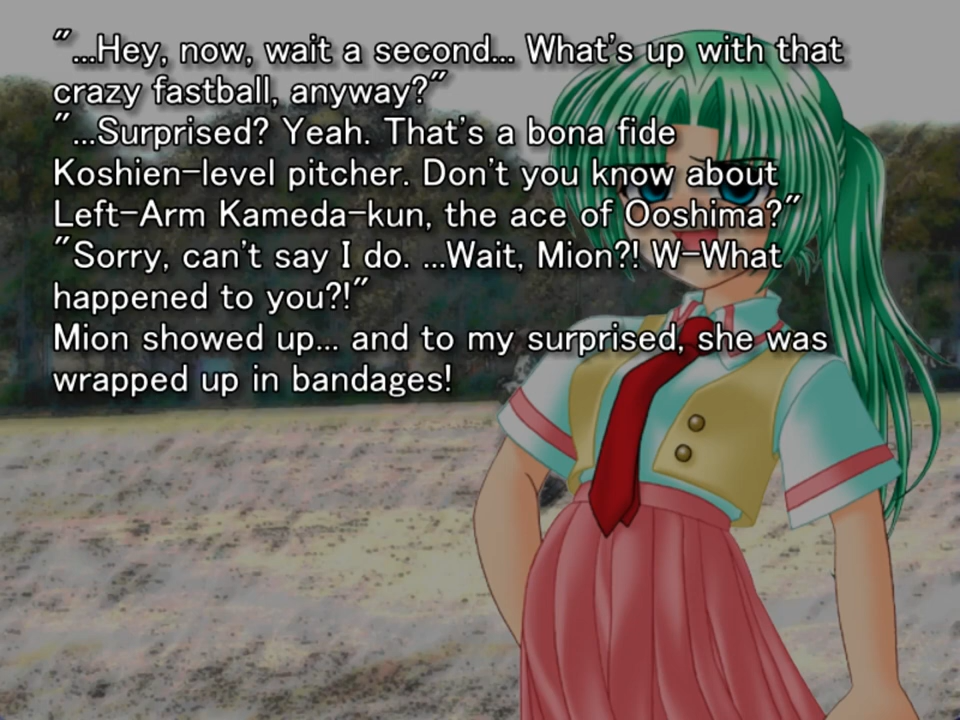 "...Hey, now, wait a second... What's up with that
crazy fastball, anyway?"
"...Surprised? Yeah. That's a bona fide
Koshien-level pitcher. Don't you know about
Left-Arm Kameda-kun, the ace of Ooshima?"
"Sorry, can't say I do. ...Wait, Mion?! W-What
happened to you?!"
Mion showed up... and to my surprised, she was
wrapped up in bandages!